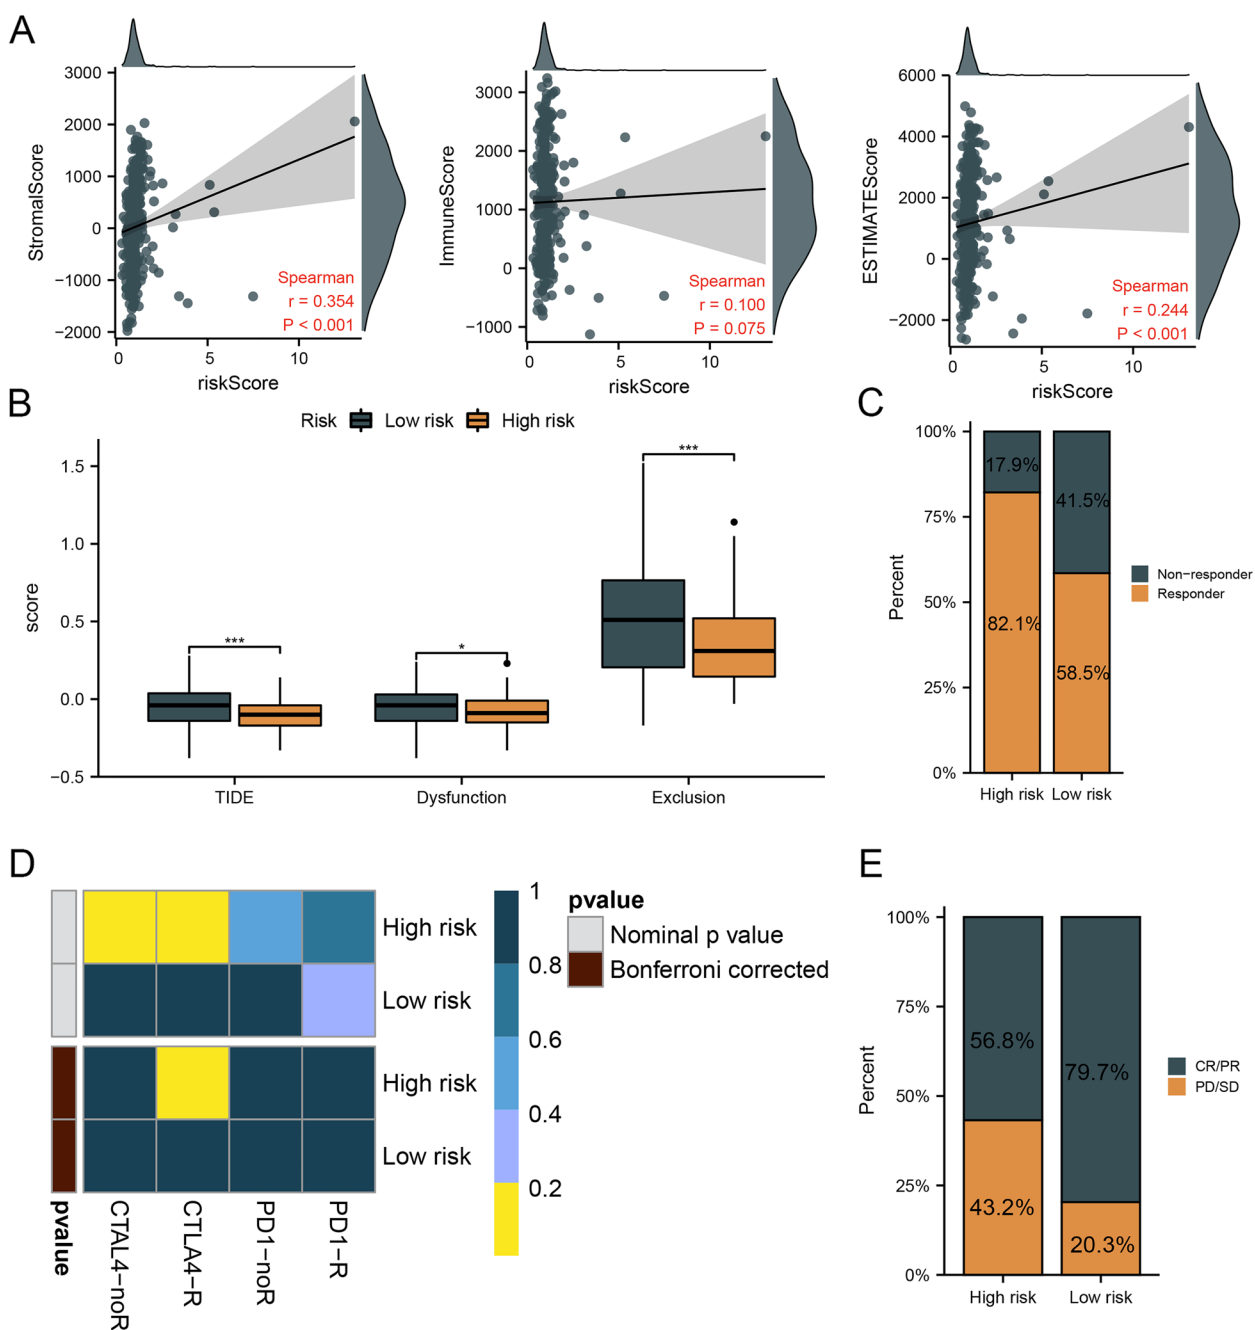 A
3000
2000
1000
0
−1000
−2000
StromalScore
Spearman
r = 0.354
P < 0.001
0 5 10
riskScore
3000
2000
1000
0
−1000
ImmuneScore
Spearman
r = 0.100
P = 0.075
0 5 10
riskScore
6000
4000
2000
0
−2000
ESTIMATEScore
Spearman
r = 0.244
P < 0.001
0 5 10
riskScore
B
Risk Low risk High risk
1.5
1.0
0.5
0.0
−0.5
score
***
*
***
TIDE Dysfunction Exclusion
C
100%
75%
50%
25%
0%
Percent
17.9%
41.5%
82.1%
58.5%
High risk Low risk
Non−responder
Responder
D
High risk
Low risk
High risk
Low risk
pvalue
CTAL4−noR
CTLA4−R
PD1−noR
PD1−R
1
0.8
0.6
0.4
0.2
pvalue
Nominal p value
Bonferroni corrected
E
100%
75%
50%
25%
0%
Percent
56.8%
79.7%
43.2%
20.3%
High risk Low risk
CR/PR
PD/SD